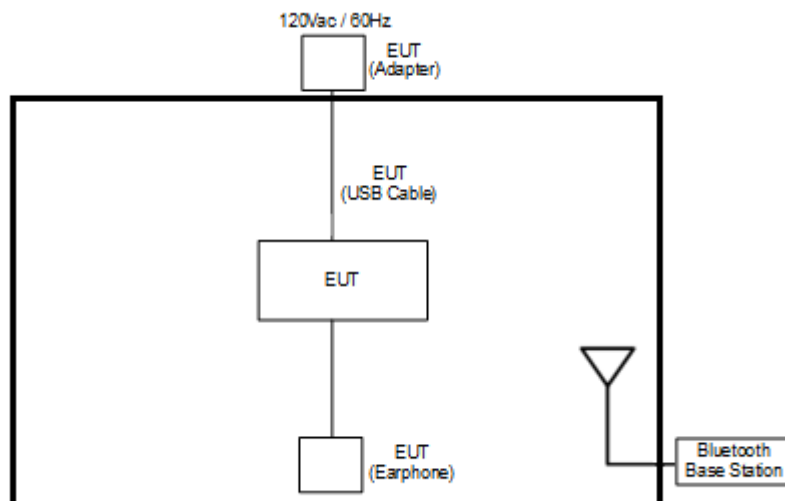 120Vac / 60Hz
EUT
(Adapter)
EUT
(USB Cable)
EUT
EUT
(Earphone)
Bluetooth
Base Station